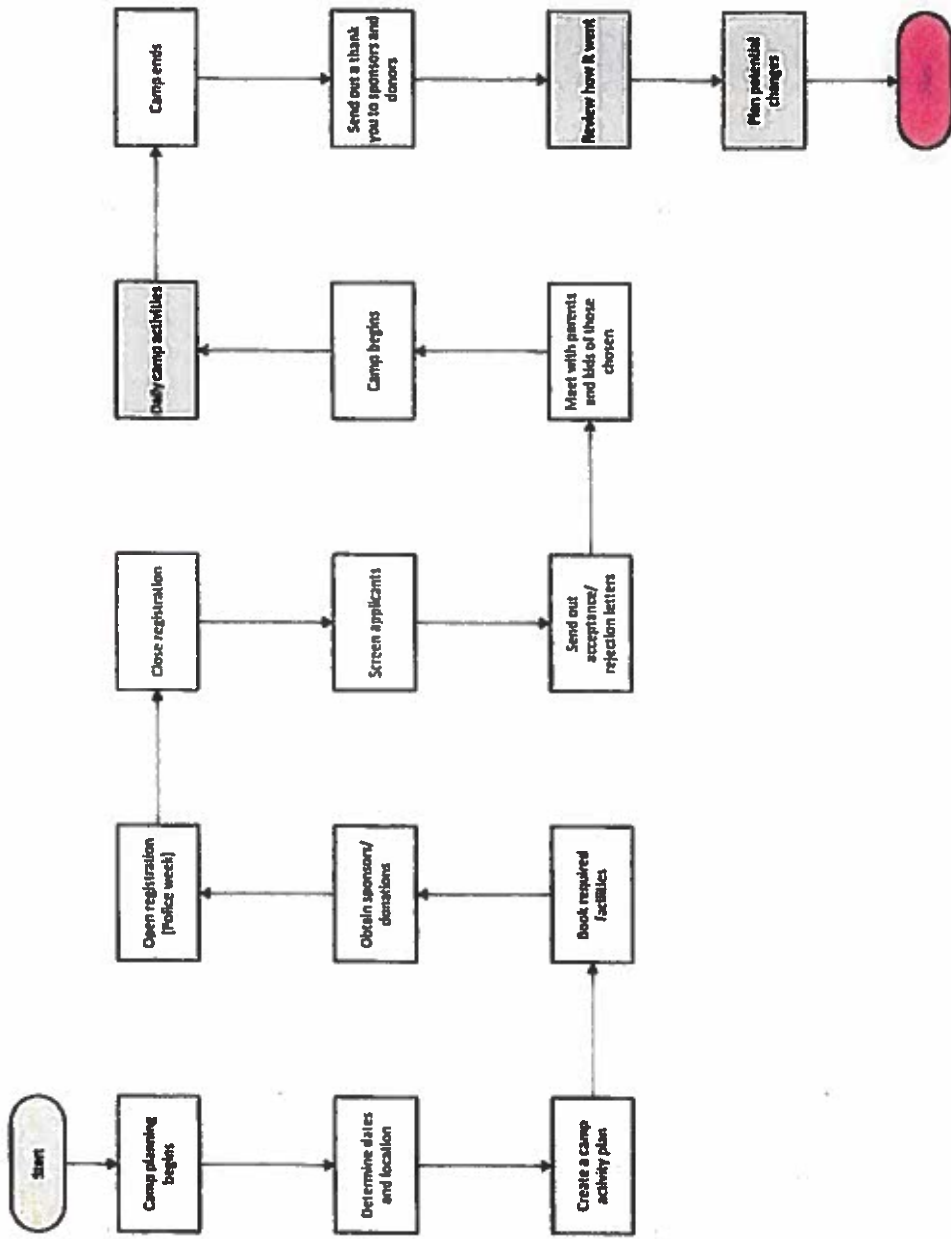 Start
Camp planning
begins
Determine dates
and location
Create a camp
activity plan
Book required
facilities
Obtain sponsors/
donations
Open registration
(Police week)
Close registration
Screen applicants
Send out
acceptance/
rejection letters
Meet with parents
and kids of those
chosen
Camp begins
Daily camp activities
Camp ends
Send out a thank
you to sponsors and
donors
Review how it went
Plan potential
changes